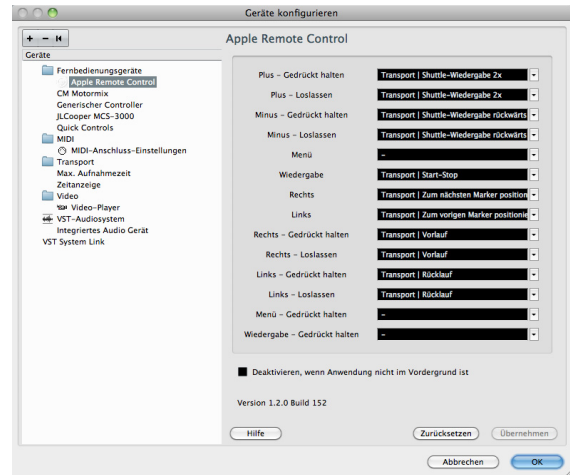 Geräte konfigurieren
Geräte
Fernbedienungsgeräte
Apple Remote Control
CM Motormix
Generischer Controller
JLCooper MCS-3000
Quick Controls
MIDI
MIDI-Anschluss-Einstellungen
Transport
Max. Aufnahmezeit
Zeitanzeige
Video
Video-Player
VST-Audiosystem
Integriertes Audio Gerät
VST System Link
Apple Remote Control
Plus – Gedrückt halten Transport | Shuttle-Wiedergabe 2x
Plus – Loslassen Transport | Shuttle-Wiedergabe 2x
Minus – Gedrückt halten Transport | Shuttle-Wiedergabe rückwärts
Minus – Loslassen Transport | Shuttle-Wiedergabe rückwärts
Menü –
Wiedergabe Transport | Start-Stop
Rechts Transport | Zum nächsten Marker position
Links Transport | Zum vorigen Marker positionie
Rechts – Gedrückt halten Transport | Vorlauf
Rechts – Loslassen Transport | Vorlauf
Links – Gedrückt halten Transport | Rücklauf
Links – Loslassen Transport | Rücklauf
Menü – Gedrückt halten –
Wiedergabe – Gedrückt halten –
Deaktivieren, wenn Anwendung nicht im Vordergrund ist
Version 1.2.0 Build 152
Hilfe Zurücksetzen Übernehmen
Abbrechen OK